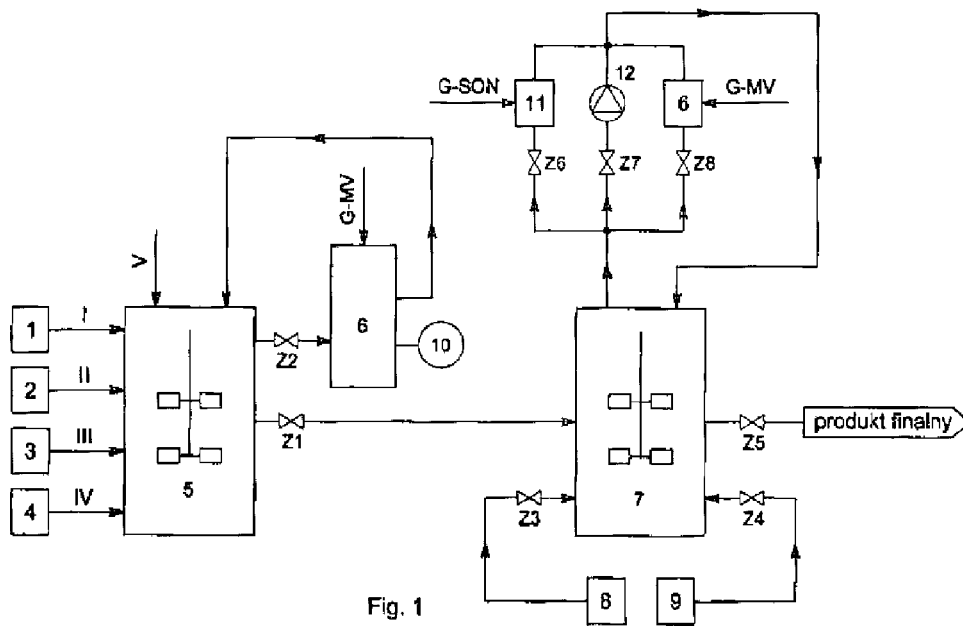 12
G-SON
11
6
G-MV
Z6
Z7
Z8
G-MV
V
1
I
2
II
3
III
4
IV
5
Z2
6
10
Z1
Z5
produkt finalny
7
Z3
Z4
8
9
Fig. 1